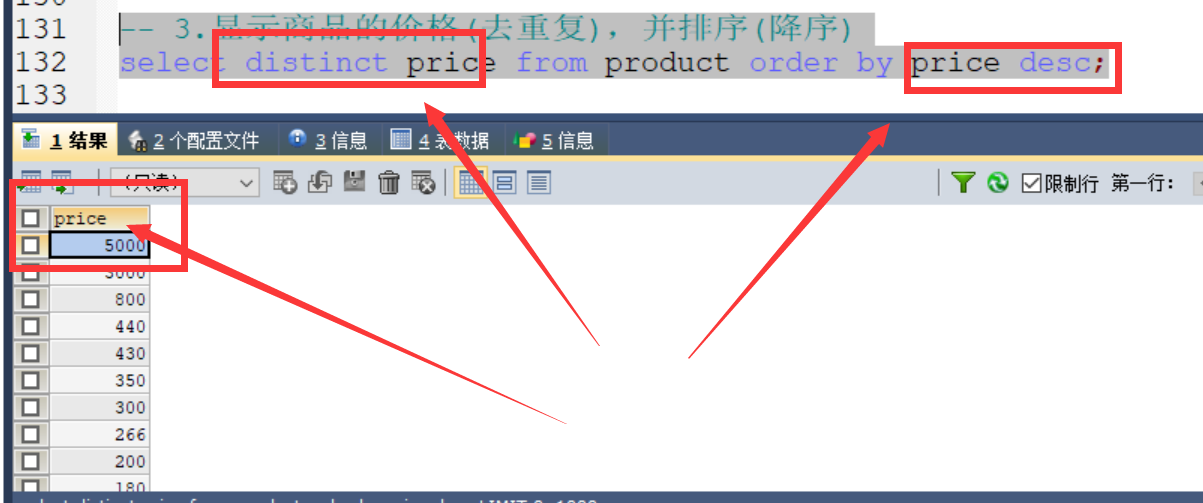 130
131 -- 3.显示商品的价格(去重复)，并排序(降序)
132 select distinct price from product order by price desc;
133
1 结果 2 个配置文件 3 信息 4 表数据 5 信息
(只读) 限制行 第一行:
price
5000
3000
800
440
430
350
300
266
200
180